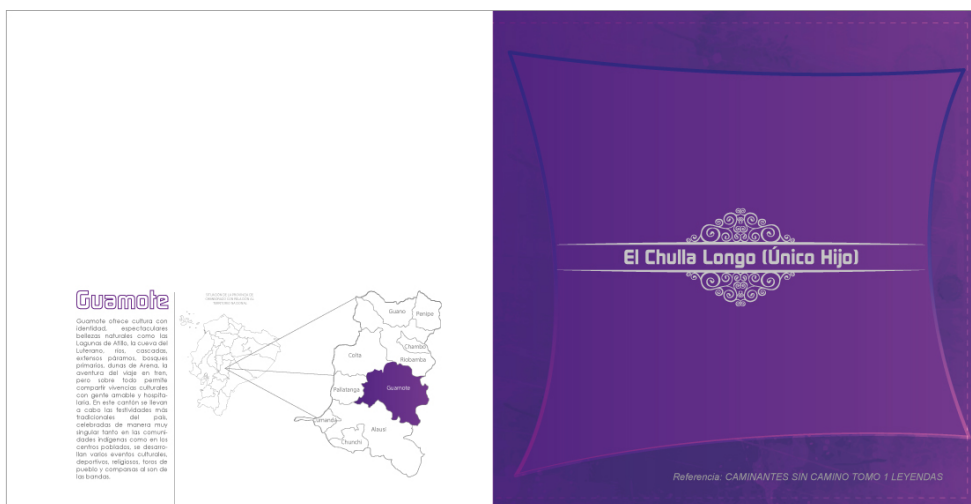 Guamote
Guamote ofrece cultura con
identidad, espectaculares
bellezas naturales como las
Lagunas de Atillo, la cueva del
Luterano, ríos, cascadas,
extensos páramos, bosques
primarios, dunas de Arena, la
aventura del viaje en tren,
pero sobre todo permite
compartir vivencias culturales
con gente amable y hospita-
laria. En este cantón se llevan
a cabo las festividades más
tradicionales del país,
celebradas de manera muy
singular tanto en las comuni-
dades indígenas como en los
centros poblados, se desarro-
llan varios eventos culturales,
deportivos, religiosos, toros de
pueblo y comparsas al son de
las bandas.
Guano
Penipe
Chambo
Colta
Riobamba
Guamote
Pallatanga
Cumanda
Alausi
Chunchi
El Chulla Longo (Único Hijo)
Referencia: CAMINANTES SIN CAMINO TOMO 1 LEYENDAS